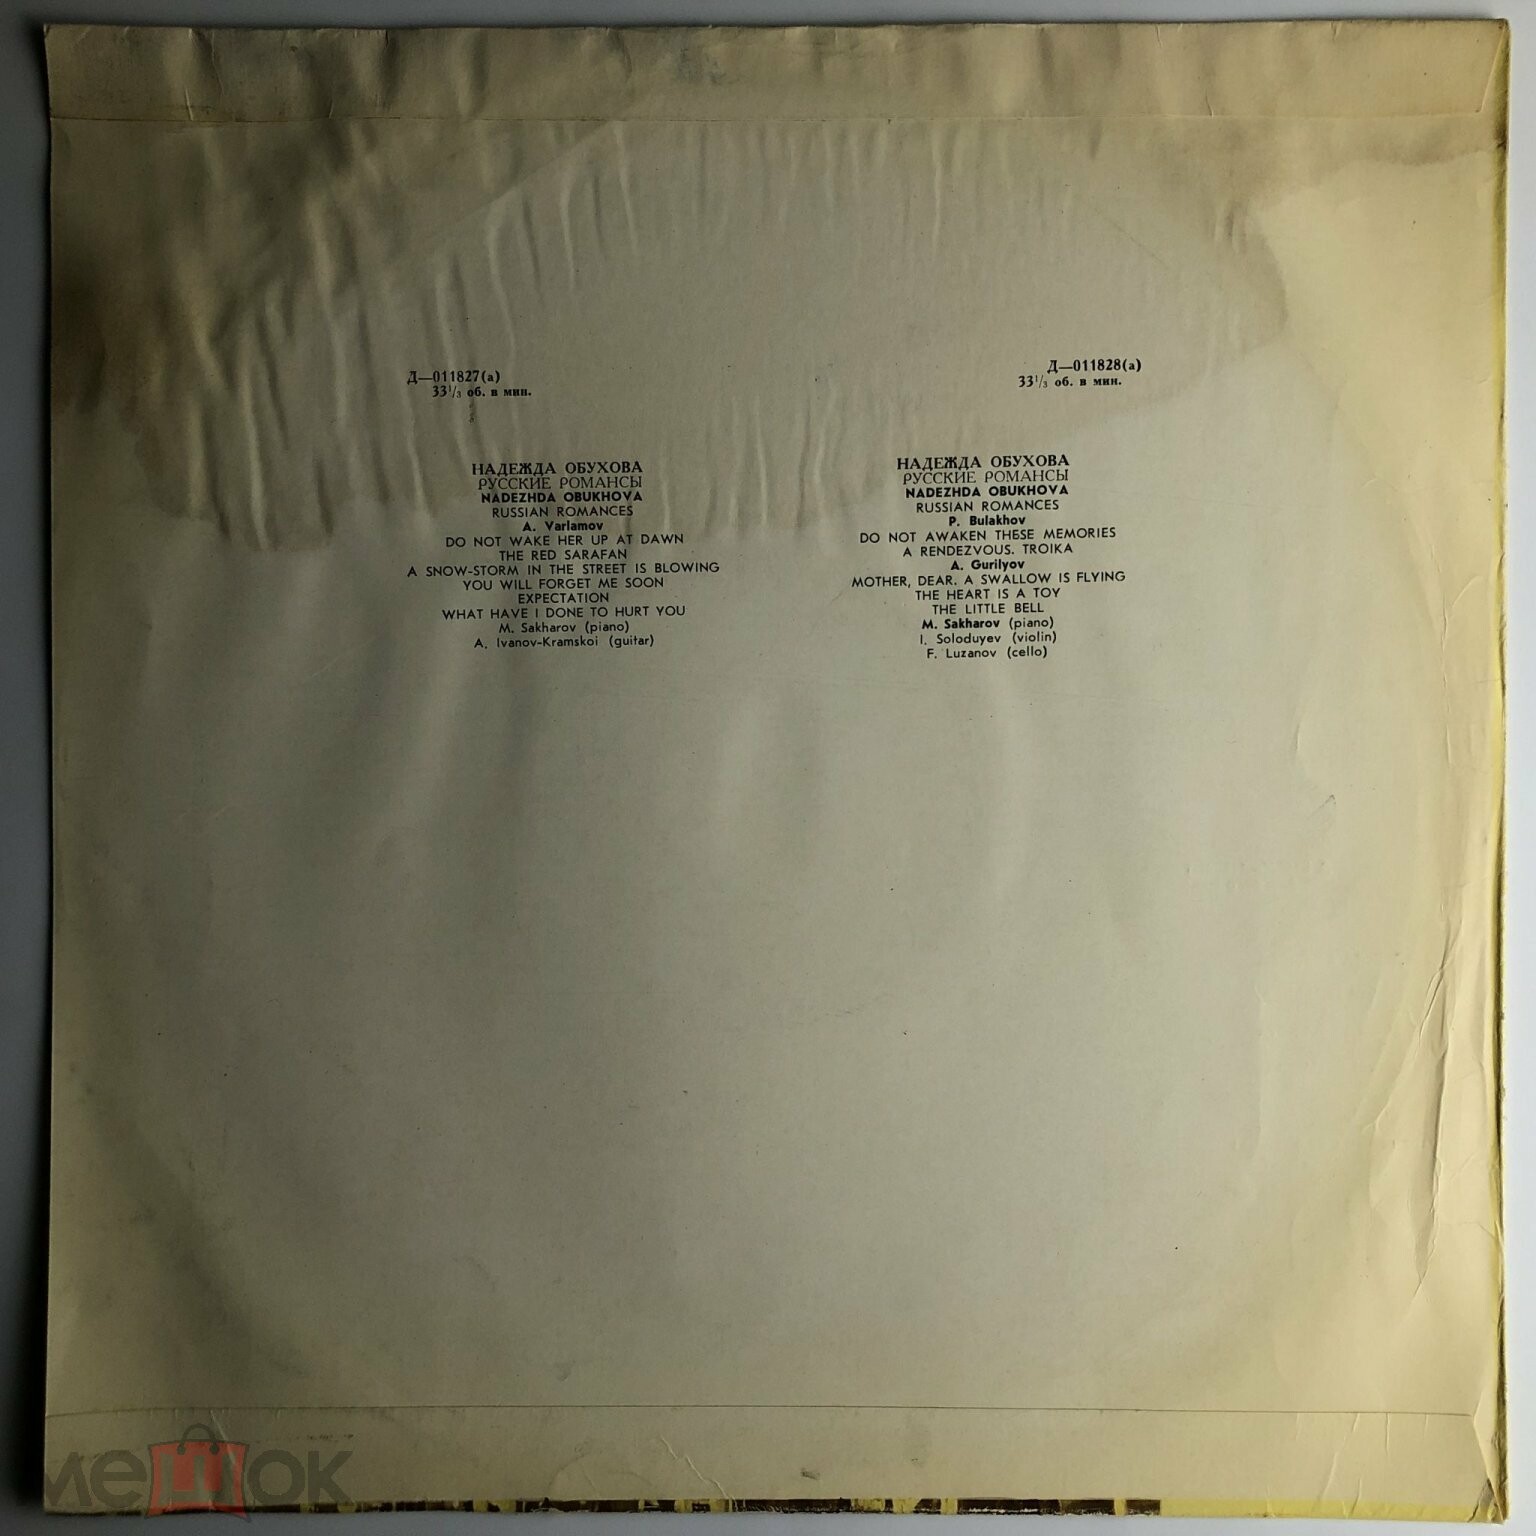 Д—011827(а)
33¹/₃ об. в мин.
НАДЕЖДА ОБУХОВА
РУССКИЕ РОМАНСЫ
NADEZHDA OBUKHOVA
RUSSIAN ROMANCES
A. Varlamov
DO NOT WAKE HER UP AT DAWN
THE RED SARAFAN
A SNOW-STORM IN THE STREET IS BLOWING
YOU WILL FORGET ME SOON
EXPECTATION
WHAT HAVE I DONE TO HURT YOU
M. Sakharov (piano)
A. Ivanov-Kramskoi (guitar)
Д—011828(а)
33¹/₃ об. в мин.
НАДЕЖДА ОБУХОВА
РУССКИЕ РОМАНСЫ
NADEZHDA OBUKHOVA
RUSSIAN ROMANCES
P. Bulakhov
DO NOT AWAKEN THESE MEMORIES
A RENDEZVOUS. TROIKA
A. Gurilyov
MOTHER, DEAR. A SWALLOW IS FLYING
THE HEART IS A TOY
THE LITTLE BELL
M. Sakharov (piano)
I. Soloduyev (violin)
F. Luzanov (cello)
мешок